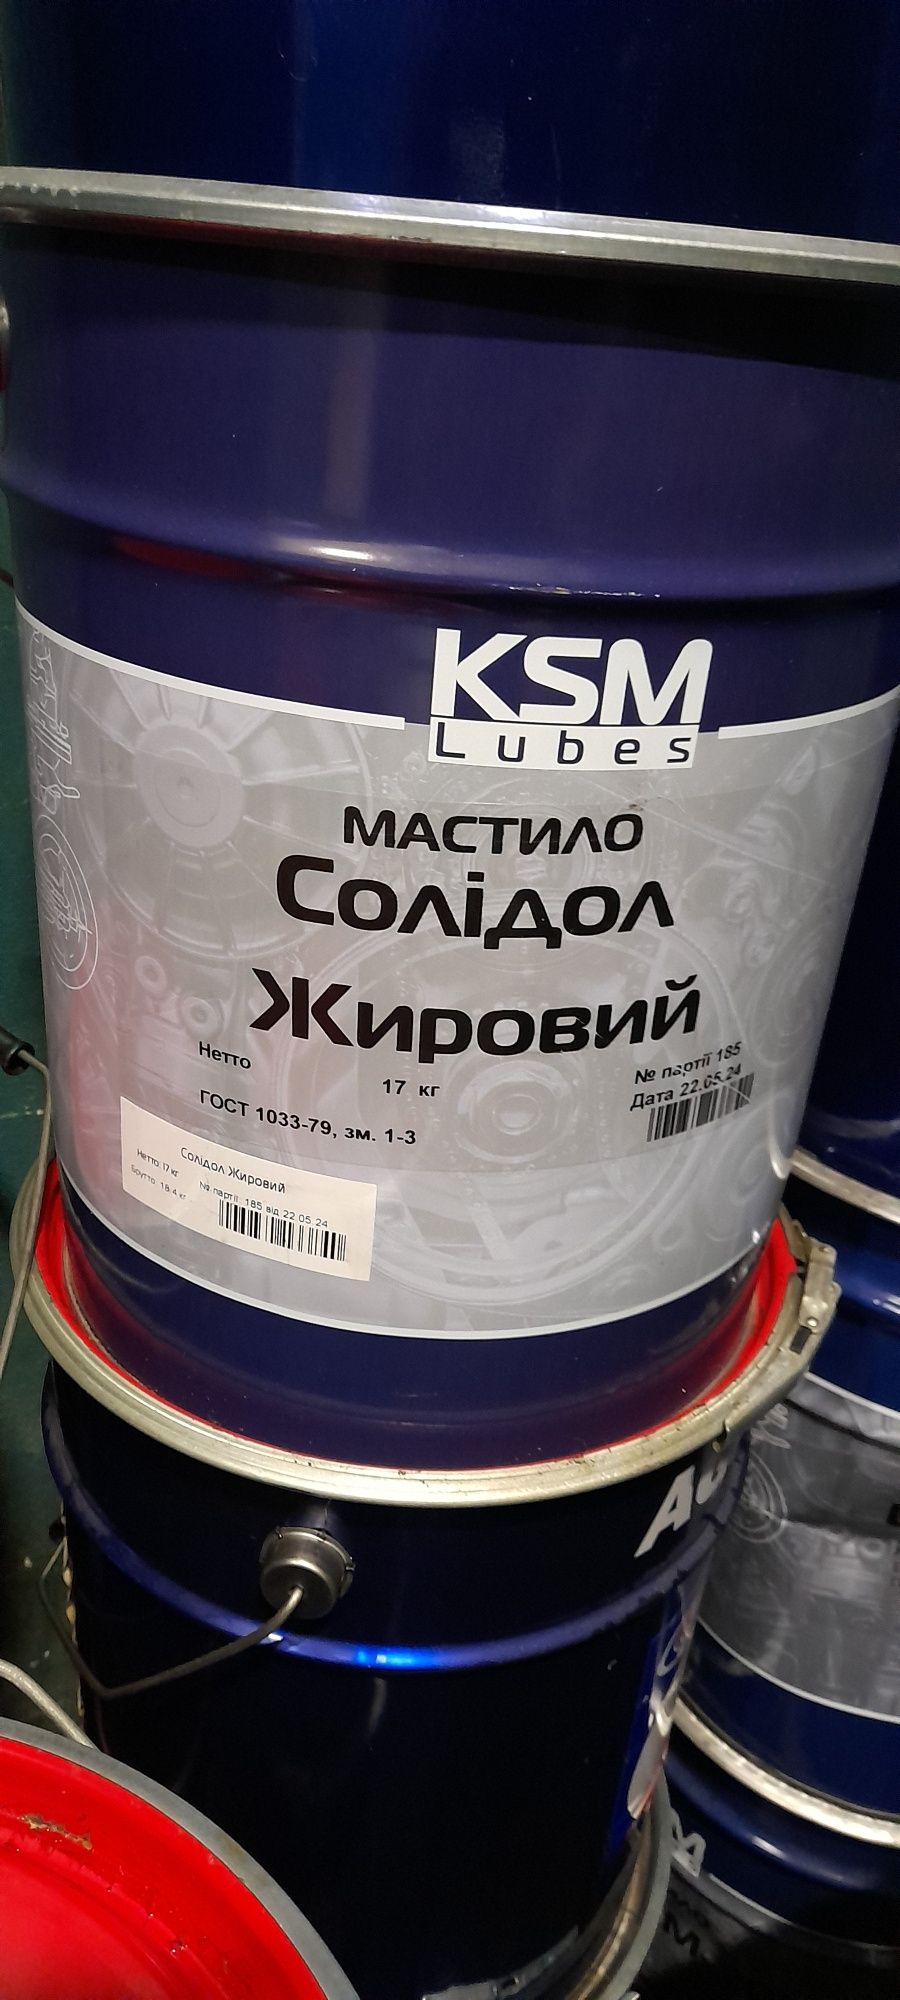 KSM
Lubes
МАСТИЛО
Солідол
Жировий
Нетто 17 кг
№ партії 185
Дата 22.05.24
ГОСТ 1033-79, зм. 1-3
Солідол Жировий
Нетто 17 кг
№ партії 185 від 22.05.24
Брутто 18,4 кг